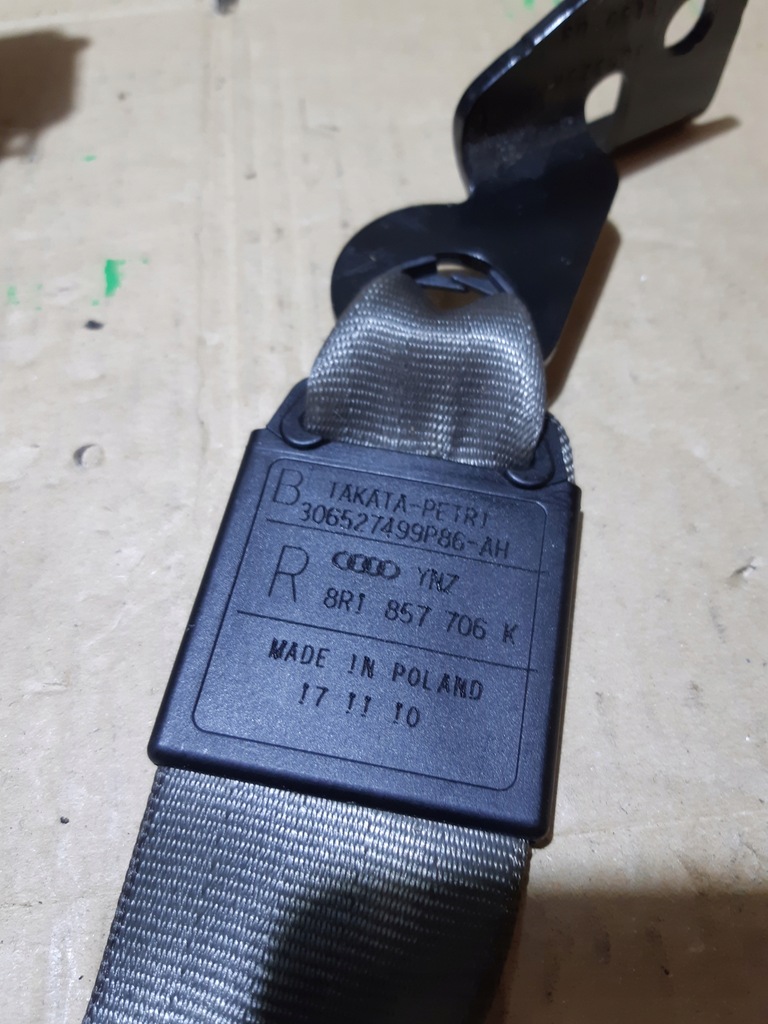 B TAKATA-PETRI
306527499P86-AH
R YNZ
8R1 857 706 K
MADE IN POLAND
17 11 10